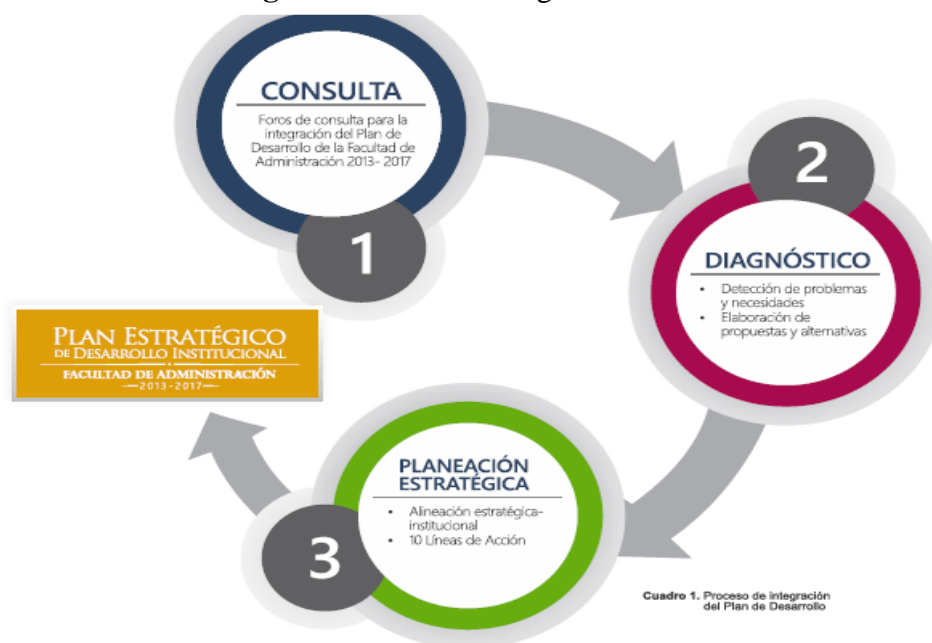 CONSULTA
Foros de consulta para la
integración del Plan de
Desarrollo de la Facultad de
Administración 2013- 2017
1
2
DIAGNÓSTICO
• Detección de problemas
y necesidades
• Elaboración de
propuestas y alternativas
PLAN ESTRATÉGICO
DE DESARROLLO INSTITUCIONAL
FACULTAD DE ADMINISTRACIÓN
—2013-2017—
PLANEACIÓN
ESTRATÉGICA
• Alineación estratégica-
institucional
• 10 Líneas de Acción
3
Cuadro 1. Proceso de integración
del Plan de Desarrollo